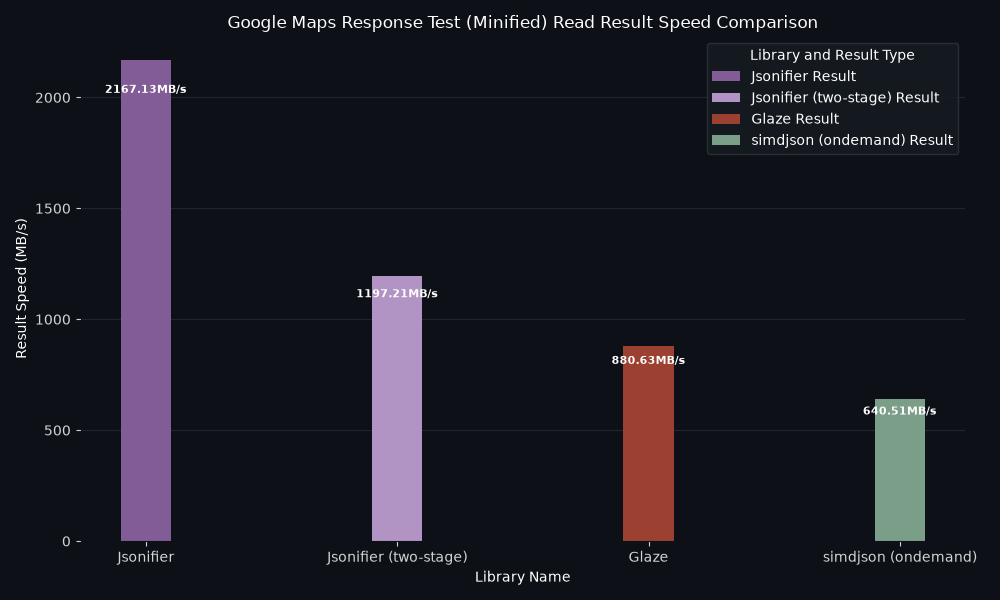 Google Maps Response Test (Minified) Read Result Speed Comparison
Library and Result Type
Jsonifier Result
Jsonifier (two-stage) Result
Glaze Result
simdjson (ondemand) Result
Result Speed (MB/s)
2000
1500
1000
500
0
2167.13MB/s
1197.21MB/s
880.63MB/s
640.51MB/s
Jsonifier
Jsonifier (two-stage)
Glaze
simdjson (ondemand)
Library Name